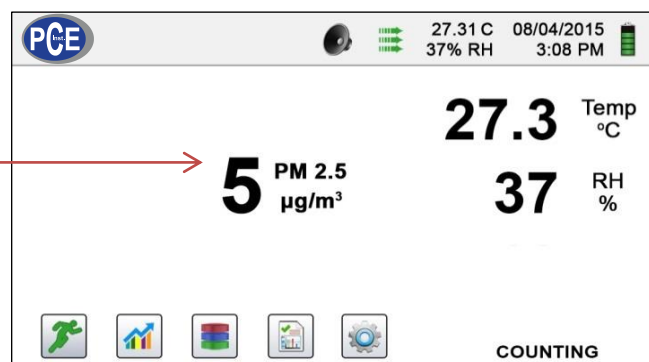 PCE Inst.
27.31 C 08/04/2015
37% RH 3:08 PM
27.3 Temp °C
5 PM 2.5 µg/m³
37 RH %
COUNTING